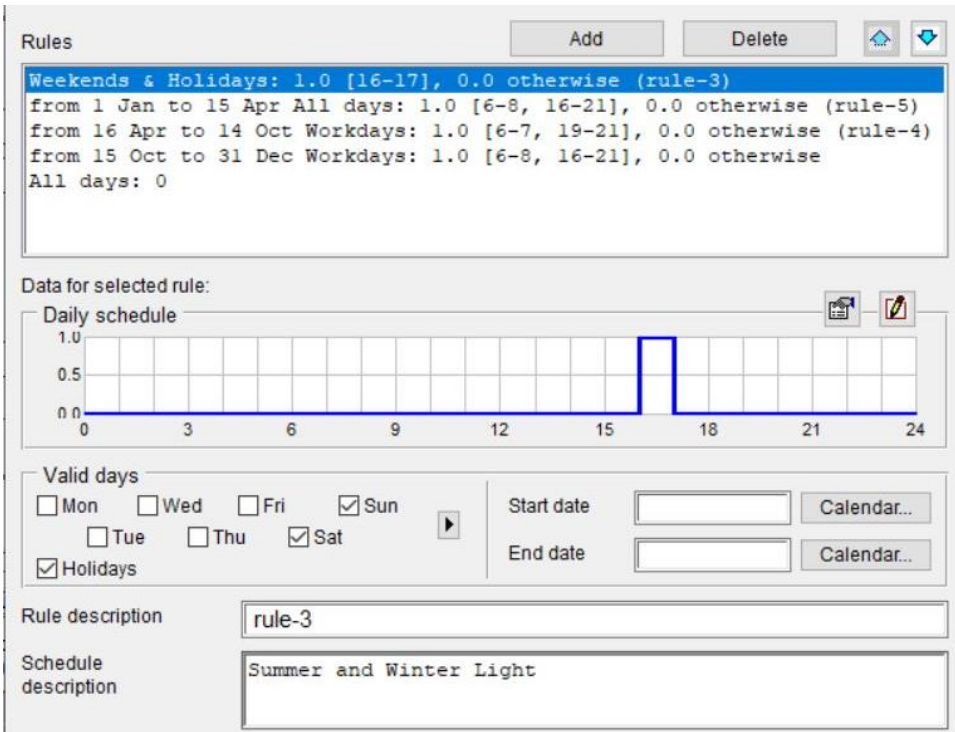 Rules Add Delete
Weekends & Holidays: 1.0 [16-17], 0.0 otherwise (rule-3)
from 1 Jan to 15 Apr All days: 1.0 [6-8, 16-21], 0.0 otherwise (rule-5)
from 16 Apr to 14 Oct Workdays: 1.0 [6-7, 19-21], 0.0 otherwise (rule-4)
from 15 Oct to 31 Dec Workdays: 1.0 [6-8, 16-21], 0.0 otherwise
All days: 0
Data for selected rule:
Daily schedule
1.0
0.5
0.0
0 3 6 9 12 15 18 21 24
Valid days
Mon Wed Fri Sun
Tue Thu Sat
Holidays
Start date Calendar...
End date Calendar...
Rule description rule-3
Schedule description Summer and Winter Light